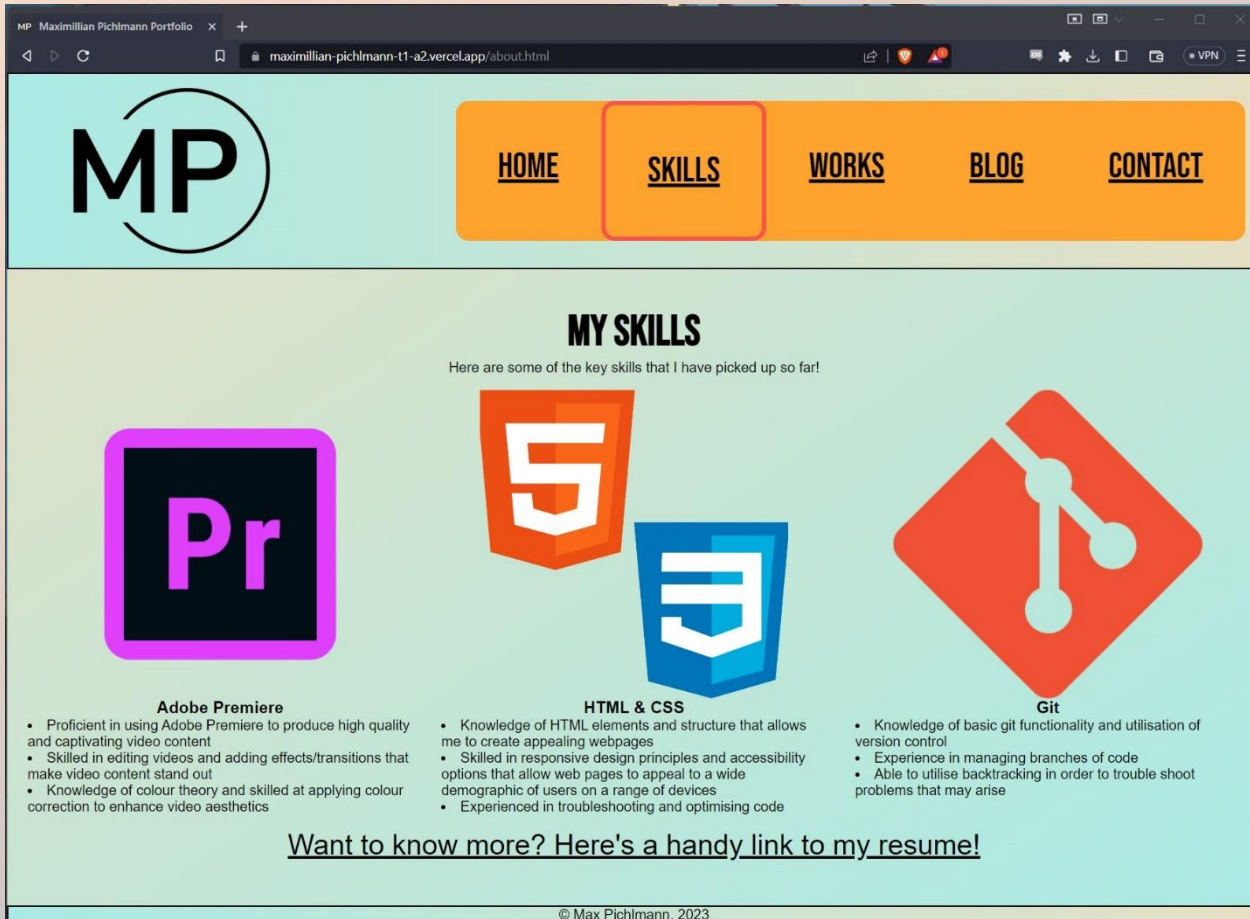 MP Maximillian Pichlmann Portfolio
maximillian-pichlmann-t1-a2.vercel.app/about.html
VPN
MP
HOME SKILLS WORKS BLOG CONTACT
MY SKILLS
Here are some of the key skills that I have picked up so far!
Pr
5
3
Adobe Premiere
• Proficient in using Adobe Premiere to produce high quality
and captivating video content
• Skilled in editing videos and adding effects/transitions that
make video content stand out
• Knowledge of colour theory and skilled at applying colour
correction to enhance video aesthetics
HTML & CSS
• Knowledge of HTML elements and structure that allows
me to create appealing webpages
• Skilled in responsive design principles and accessibility
options that allow web pages to appeal to a wide
demographic of users on a range of devices
• Experienced in troubleshooting and optimising code
Git
• Knowledge of basic git functionality and utilisation of
version control
• Experience in managing branches of code
• Able to utilise backtracking in order to trouble shoot
problems that may arise
Want to know more? Here's a handy link to my resume!
© Max Pichlmann, 2023